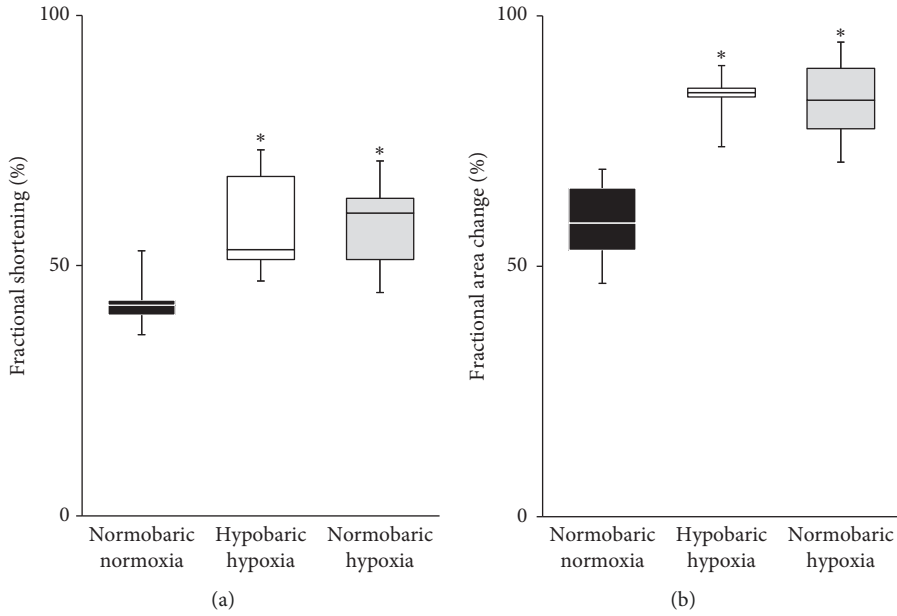 100
50
0
Fractional shortening (%)
*
*
Normobaric
normoxia
Hypobaric
hypoxia
Normobaric
hypoxia
(a)
100
50
0
Fractional area change (%)
*
*
Normobaric
normoxia
Hypobaric
hypoxia
Normobaric
hypoxia
(b)